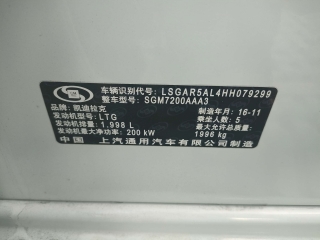 车辆识别代号: LSGAR5AL4HH079299
整车型号: SGM7200AAA3
品牌: 凯迪拉克 制造年月: 16-11
发动机型号: LTG 乘坐人数: 5
发动机排量: 1.998 L 最大允许总质量:
发动机最大净功率: 200 kW 1996 kg
中国 上汽通用汽车有限公司制造